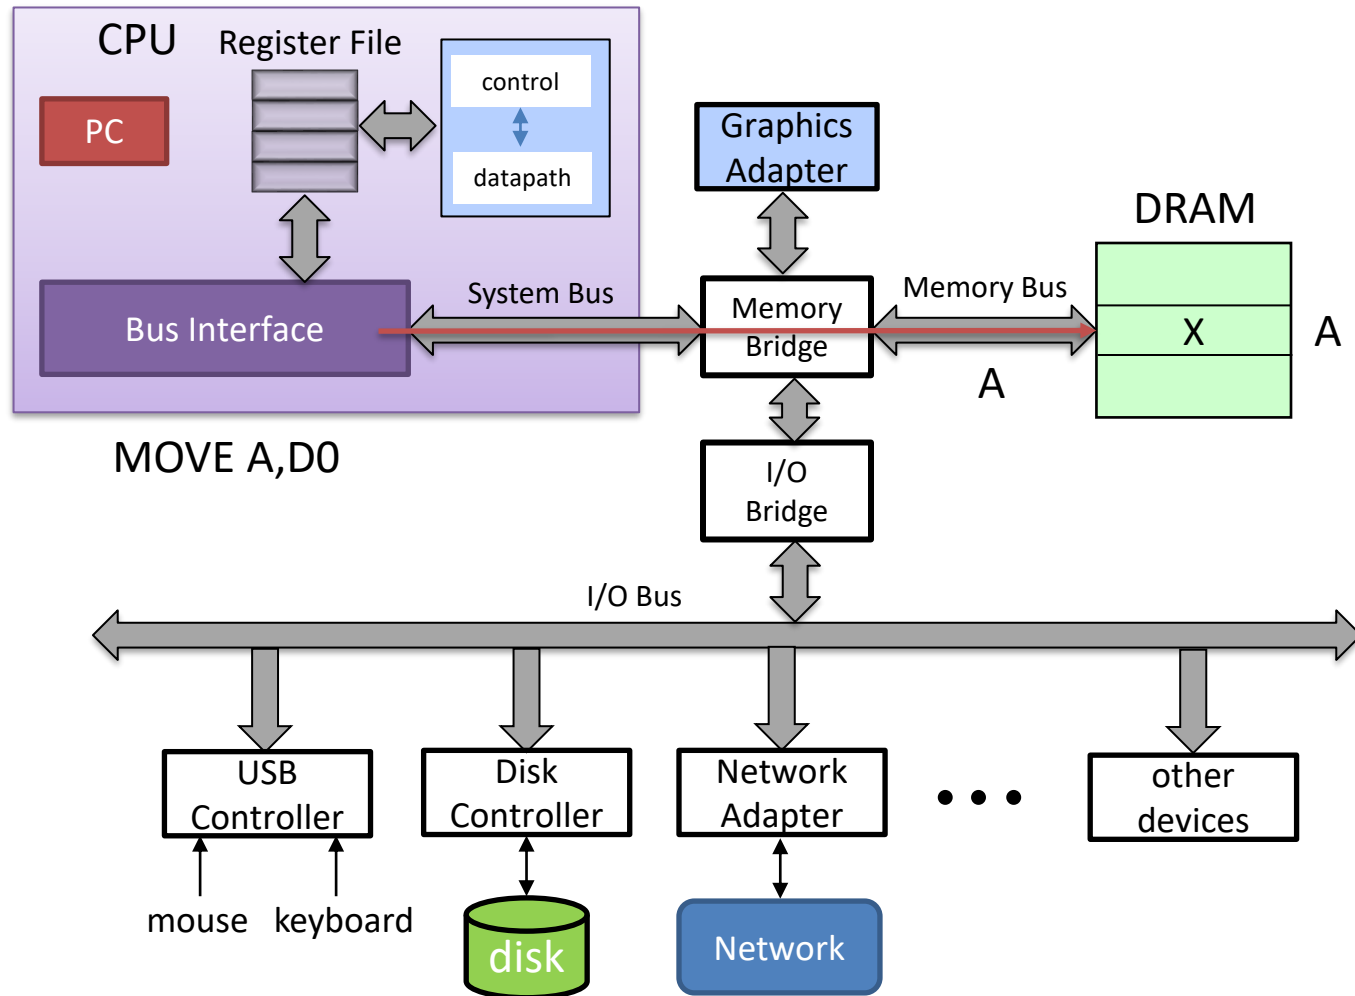 CPU
Register File
control
PC
datapath
Graphics
Adapter
DRAM
System Bus
Memory Bus
Bus Interface
Memory
Bridge
X
A
A
MOVE A,D0
I/O
Bridge
I/O Bus
USB
Controller
Disk
Controller
Network
Adapter
• • •
other
devices
mouse
keyboard
disk
Network